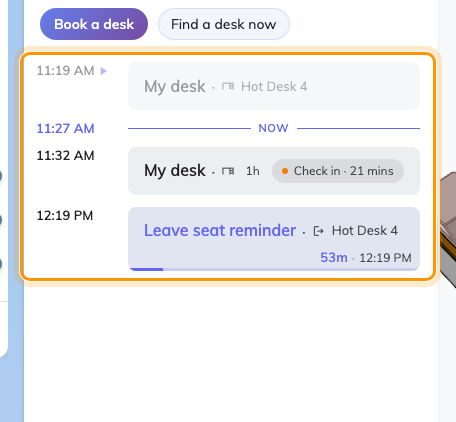 Book a desk Find a desk now
11:19 AM My desk · Hot Desk 4
11:27 AM NOW
11:32 AM My desk · 1h Check in · 21 mins
12:19 PM Leave seat reminder · Hot Desk 4
53m · 12:19 PM